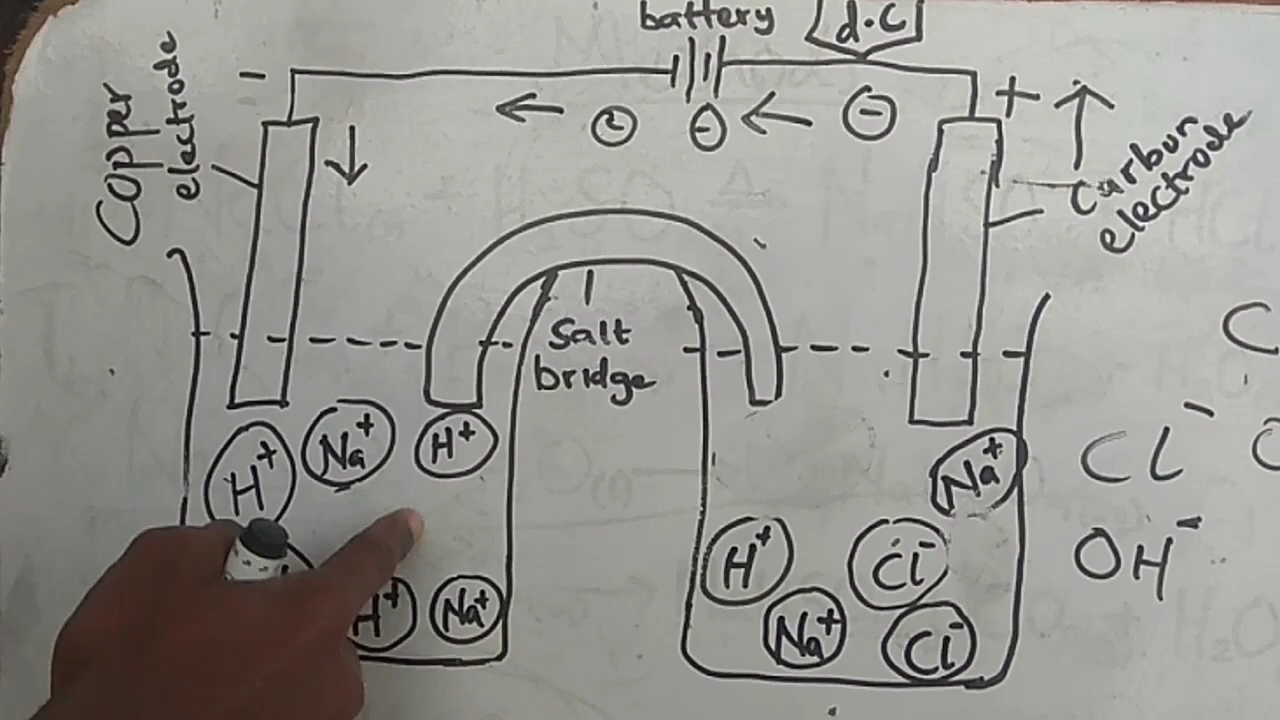 battery
d.c
-
+
Copper
electrode
Carbon
electrode
Salt
bridge
H+
Na+
H+
H+
Na+
Na+
H+
Cl-
Na+
Cl-
Cl-
OH-